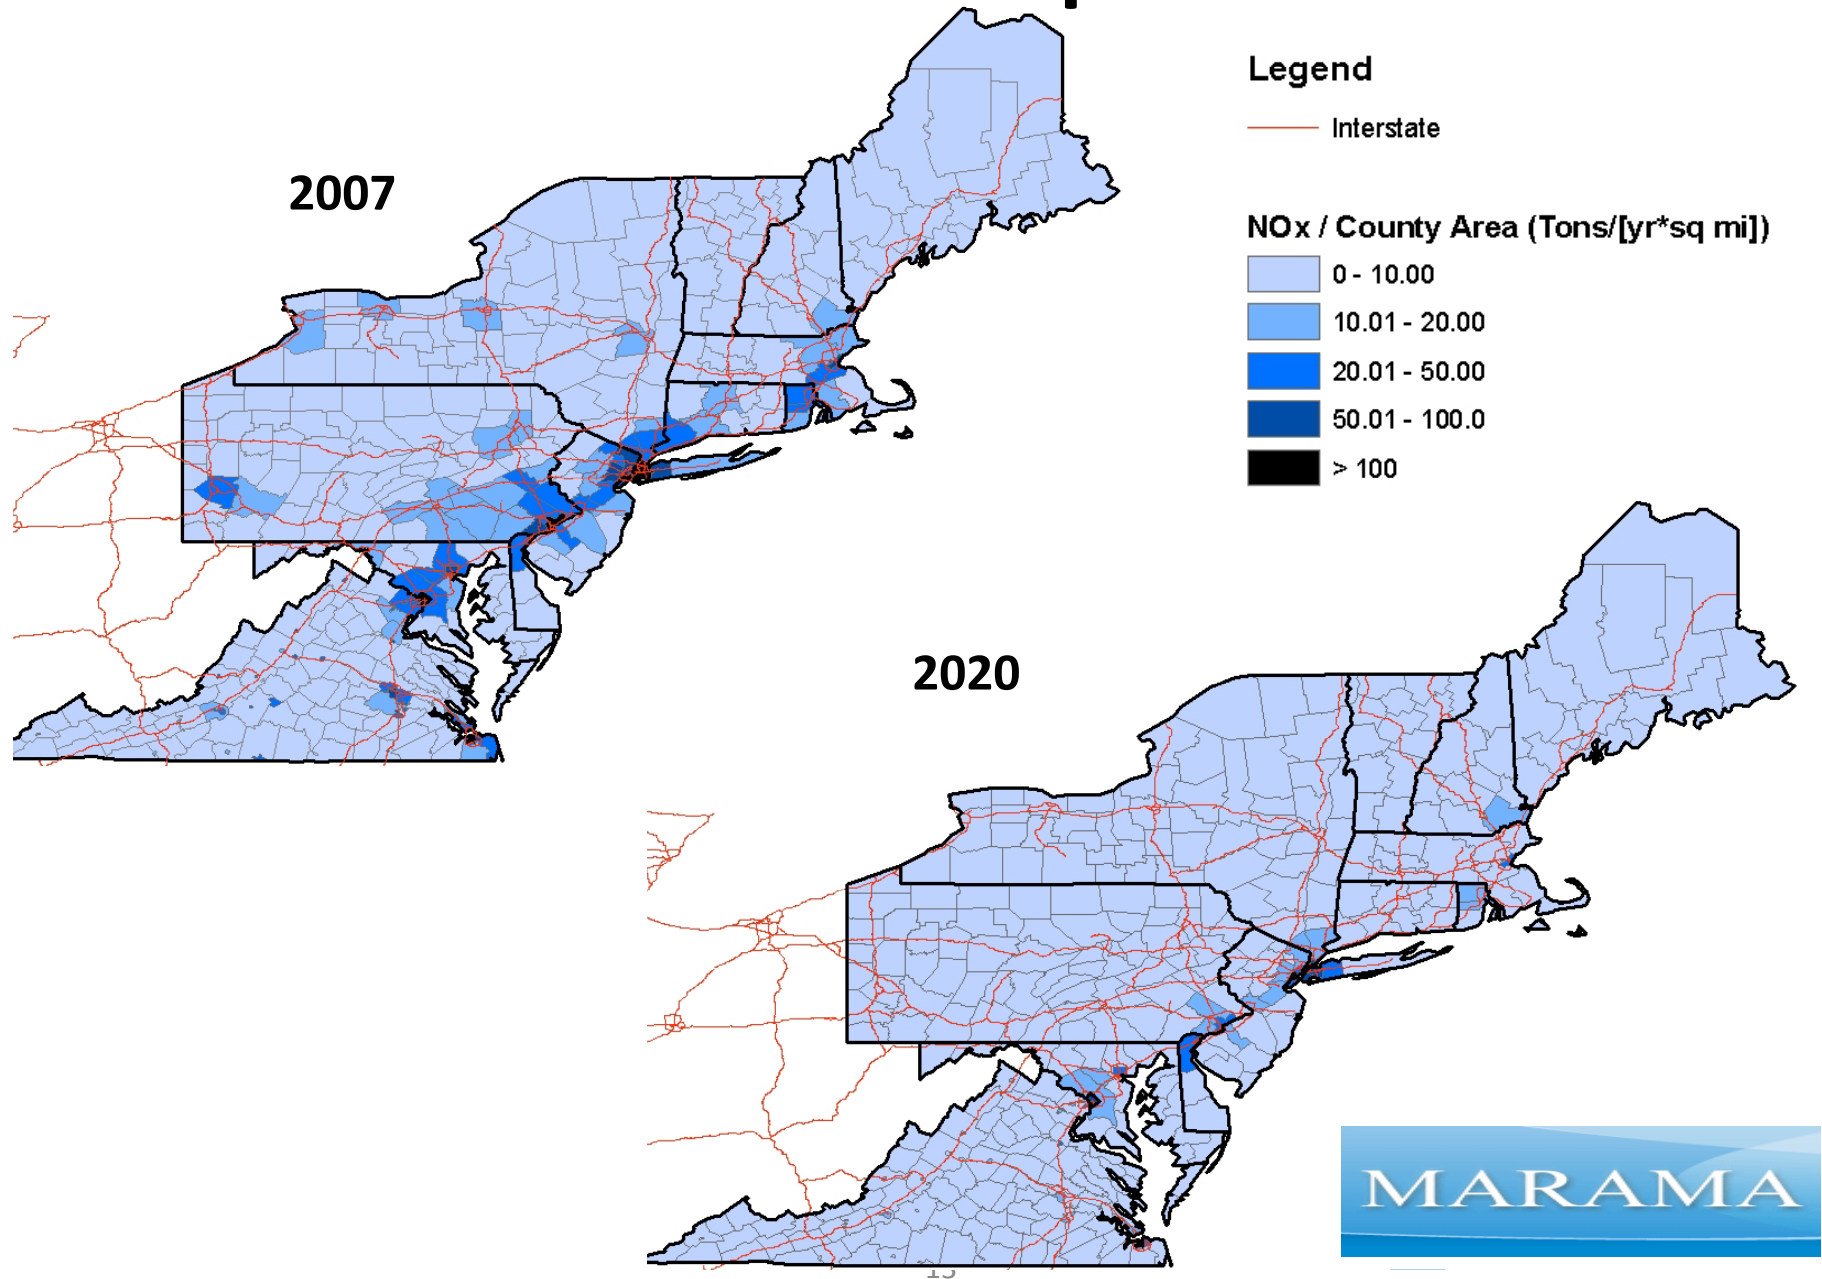 Legend
Interstate
2007
NOx / County Area (Tons/[yr*sq mi])
0 - 10.00
10.01 - 20.00
20.01 - 50.00
50.01 - 100.0
> 100
2020
MARAMA